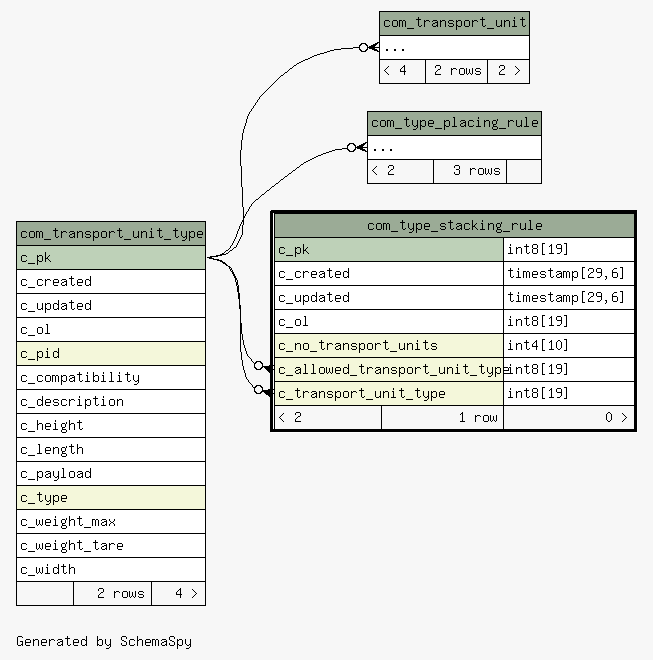 com_transport_unit
...
< 4 2 rows 2 >
com_type_placing_rule
...
< 2 3 rows
com_transport_unit_type
c_pk
c_created
c_updated
c_ol
c_pid
c_compatibility
c_description
c_height
c_length
c_payload
c_type
c_weight_max
c_weight_tare
c_width
2 rows 4 >
com_type_stacking_rule
c_pk int8[19]
c_created timestamp[29,6]
c_updated timestamp[29,6]
c_ol int8[19]
c_no_transport_units int4[10]
c_allowed_transport_unit_type int8[19]
c_transport_unit_type int8[19]
< 2 1 row 0 >
Generated by SchemaSpy